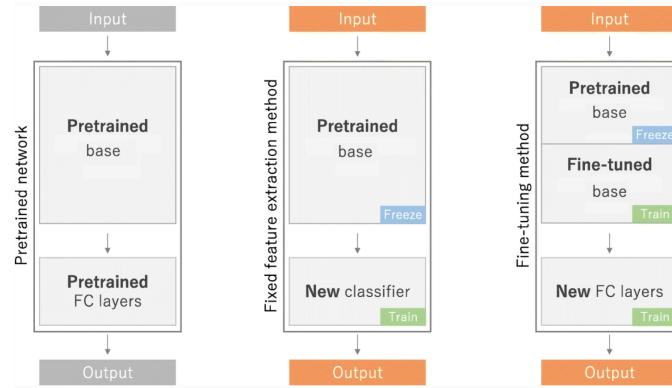 Input
Pretrained network
Pretrained
base
Pretrained
FC layers
Output
Input
Fixed feature extraction method
Pretrained
base
Freeze
New classifier
Train
Output
Input
Fine-tuning method
Pretrained
base
Freeze
Fine-tuned
base
Train
New FC layers
Train
Output